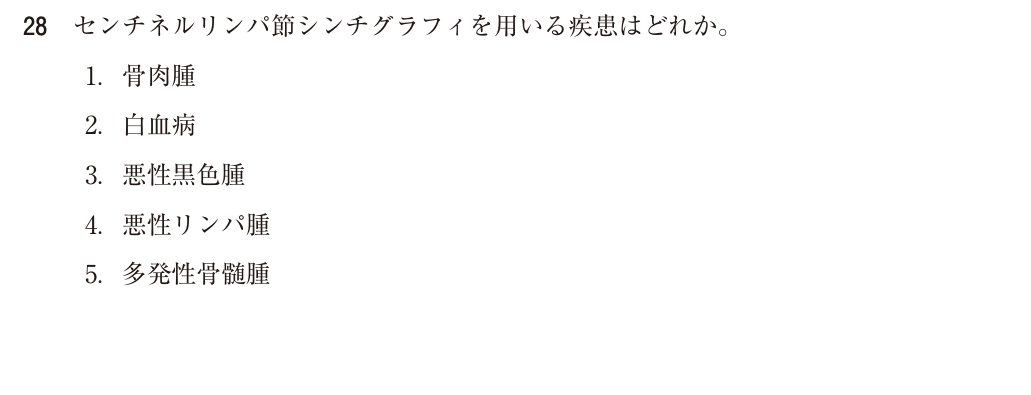 28 センチネルリンパ節シンチグラフィを用いる疾患はどれか。
1. 骨肉腫
2. 白血病
3. 悪性黒色腫
4. 悪性リンパ腫
5. 多発性骨髄腫